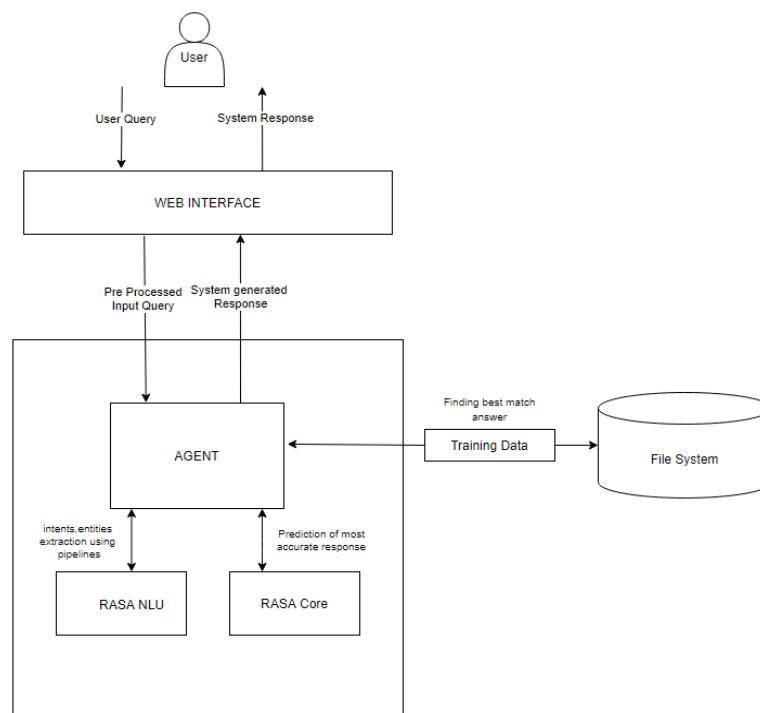 User
User Query
System Response
WEB INTERFACE
Pre Processed
Input Query
System generated
Response
Finding best match
answer
Training Data
File System
AGENT
intents,entities
extraction using
pipelines
Prediction of most
accurate response
RASA NLU
RASA Core